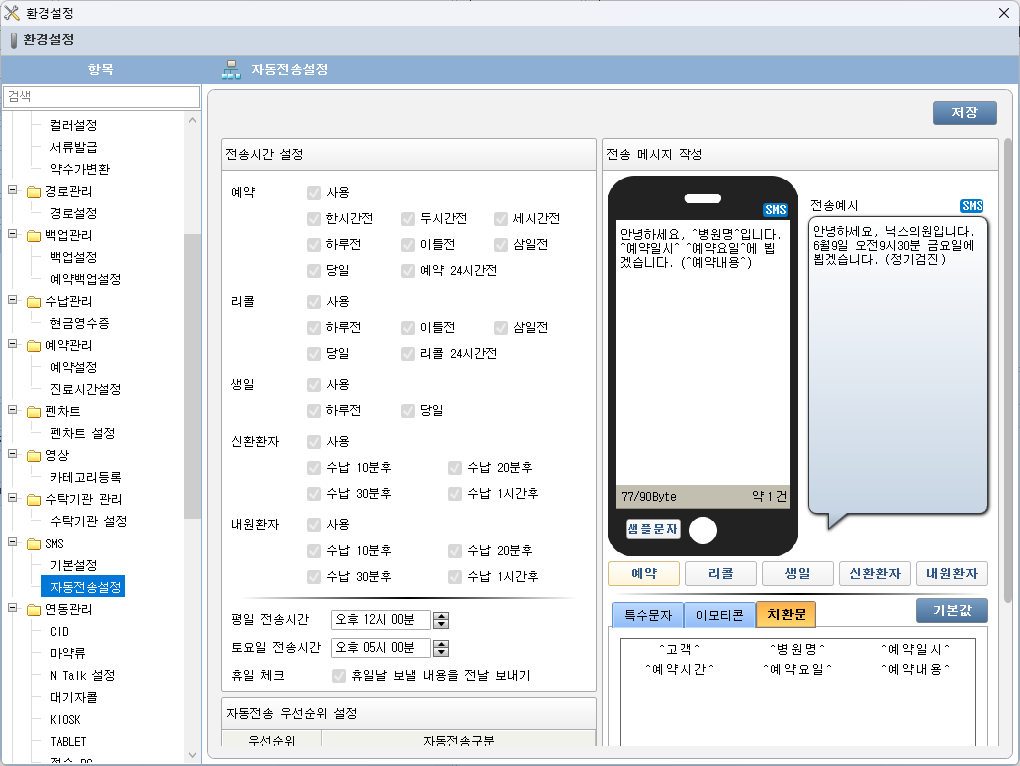 환경설정
환경설정
항목
자동전송설정
검색
컬러설정
서류발급
약수가변환
경로관리
경로설정
백업관리
백업설정
예약백업설정
수납관리
현금영수증
예약관리
예약설정
진료시간설정
펜차트
펜차트 설정
영상
카테고리등록
수탁기관 관리
수탁기관 설정
SMS
기본설정
자동전송설정
연동관리
CID
마약류
N Talk 설정
대기자콜
KIOSK
TABLET
저장
전송시간 설정
예약 사용
한시간전 두시간전 세시간전
하루전 이틀전 삼일전
당일 예약 24시간전
리콜 사용
하루전 이틀전 삼일전
당일 리콜 24시간전
생일 사용
하루전 당일
신환환자 사용
수납 10분후 수납 20분후
수납 30분후 수납 1시간후
내원환자 사용
수납 10분후 수납 20분후
수납 30분후 수납 1시간후
평일 전송시간 오후 12시 00분
토요일 전송시간 오후 05시 00분
휴일 체크 휴일날 보낼 내용을 전날 보내기
자동전송 우선순위 설정
우선순위 자동전송구분
전송 메시지 작성
SMS
안녕하세요, ^병원명^입니다.
^예약일시^ ^예약요일^에 뵙
겠습니다. (^예약내용^)
77/90Byte 약 1 건
샘플문자
전송예시 SMS
안녕하세요, 넉스의원입니다.
6월9일 오전9시30분 금요일에
뵙겠습니다. (정기검진)
예약 리콜 생일 신환환자 내원환자
특수문자 이모티콘 치환문 기본값
^고객^ ^병원명^ ^예약일시^
^예약시간^ ^예약요일^ ^예약내용^